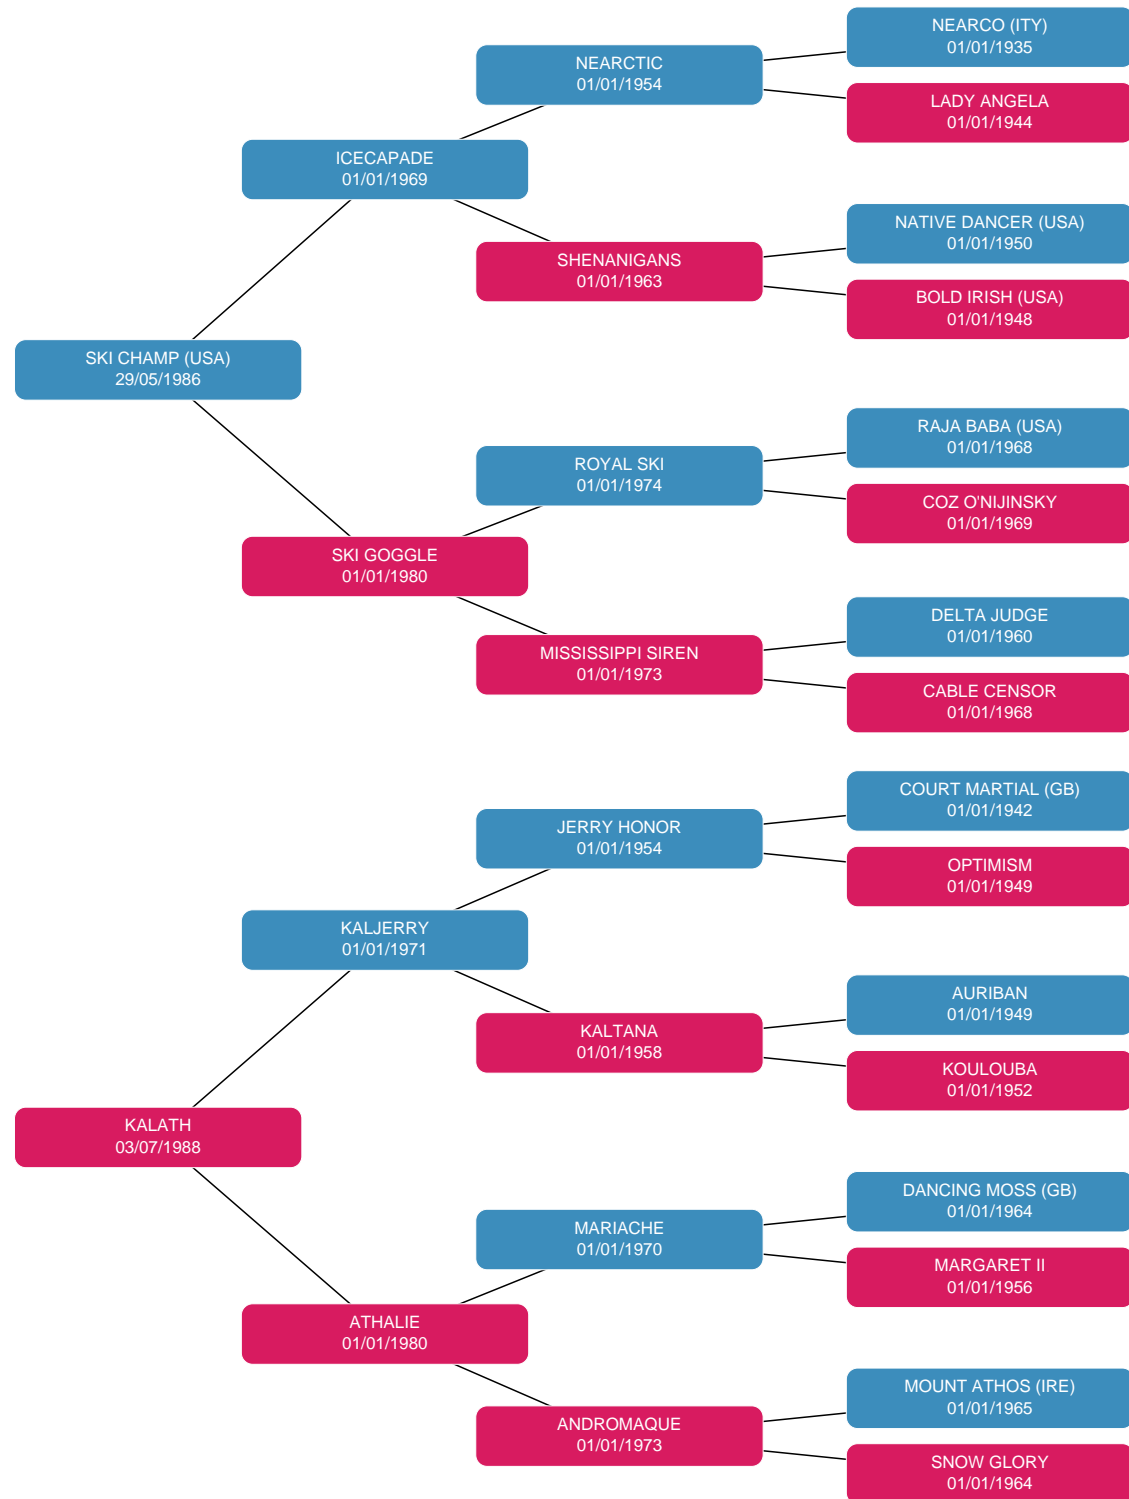 NEARCO (ITY)
01/01/1935
NEARCTIC
01/01/1954
LADY ANGELA
01/01/1944
ICECAPADE
01/01/1969
NATIVE DANCER (USA)
01/01/1950
SHENANIGANS
01/01/1963
BOLD IRISH (USA)
01/01/1948
SKI CHAMP (USA)
29/05/1986
RAJA BABA (USA)
01/01/1968
ROYAL SKI
01/01/1974
COZ O'NIJINSKY
01/01/1969
SKI GOGGLE
01/01/1980
DELTA JUDGE
01/01/1960
MISSISSIPPI SIREN
01/01/1973
CABLE CENSOR
01/01/1968
COURT MARTIAL (GB)
01/01/1942
JERRY HONOR
01/01/1954
OPTIMISM
01/01/1949
KALJERRY
01/01/1971
AURIBAN
01/01/1949
KALTANA
01/01/1958
KOULOUBA
01/01/1952
KALATH
03/07/1988
DANCING MOSS (GB)
01/01/1964
MARIACHE
01/01/1970
MARGARET II
01/01/1956
ATHALIE
01/01/1980
MOUNT ATHOS (IRE)
01/01/1965
ANDROMAQUE
01/01/1973
SNOW GLORY
01/01/1964